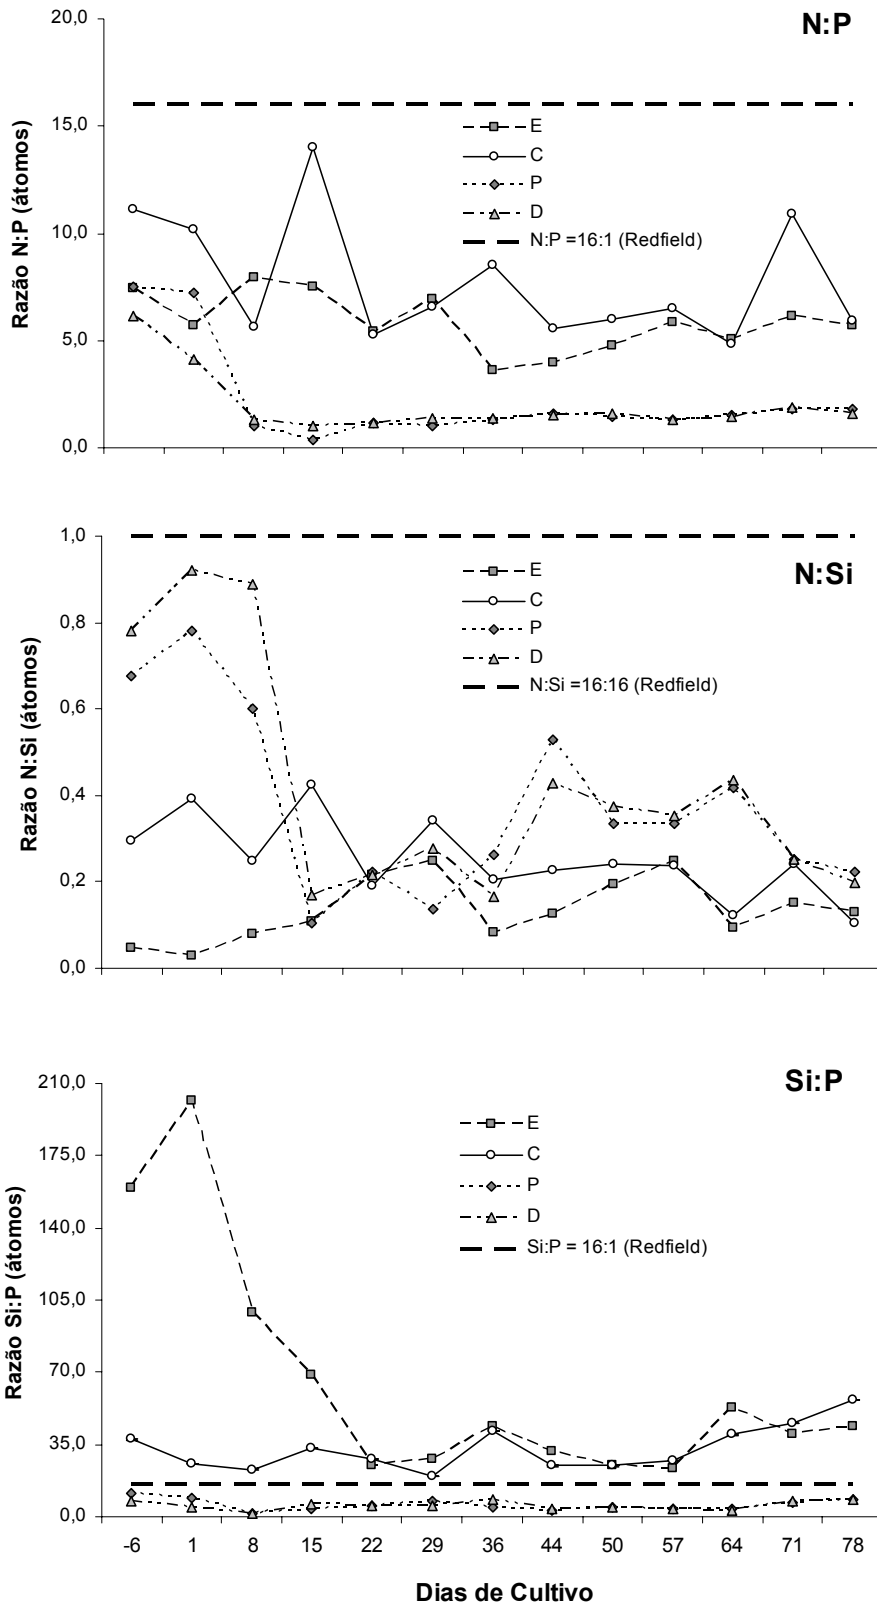 N:P
20,0
15,0
10,0
5,0
0,0
Razão N:P (átomos)
E
C
P
D
N:P =16:1 (Redfield)
N:Si
1,0
0,8
0,6
0,4
0,2
0,0
Razão N:Si (átomos)
E
C
P
D
N:Si =16:16 (Redfield)
Si:P
210,0
175,0
140,0
105,0
70,0
35,0
0,0
Razão Si:P (átomos)
E
C
P
D
Si:P = 16:1 (Redfield)
-6 1 8 15 22 29 36 44 50 57 64 71 78
Dias de Cultivo